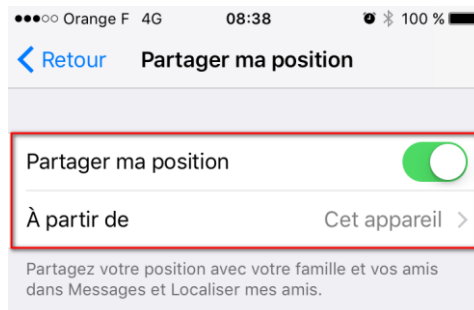 Orange F 4G 08:38 100 %
Retour Partager ma position
Partager ma position
À partir de Cet appareil
Partagez votre position avec votre famille et vos amis
dans Messages et Localiser mes amis.